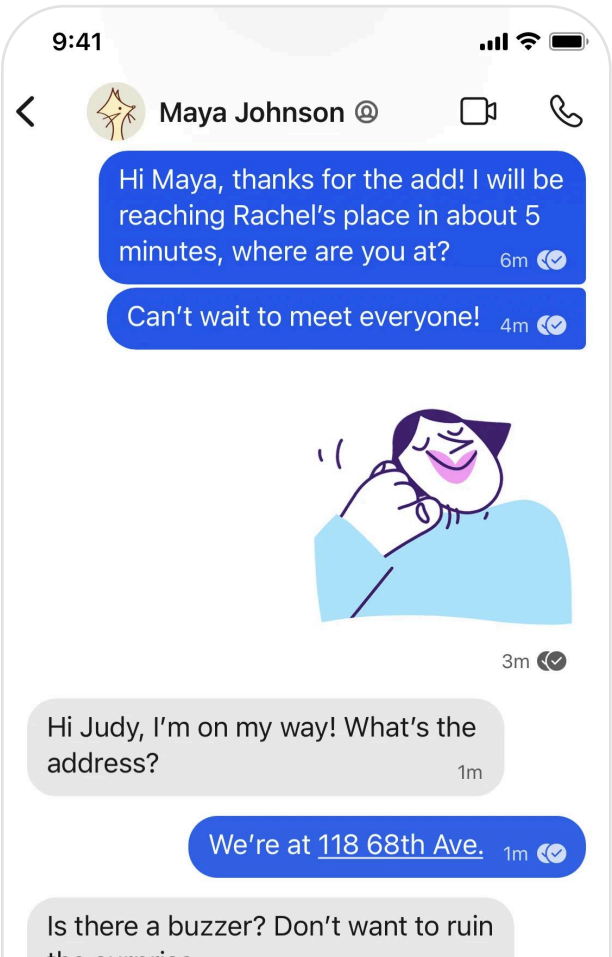 9:41
Maya Johnson
Hi Maya, thanks for the add! I will be
reaching Rachel’s place in about 5
minutes, where are you at?
6m
Can’t wait to meet everyone!
4m
3m
Hi Judy, I’m on my way! What’s the
address?
1m
We’re at 118 68th Ave.
1m
Is there a buzzer? Don’t want to ruin